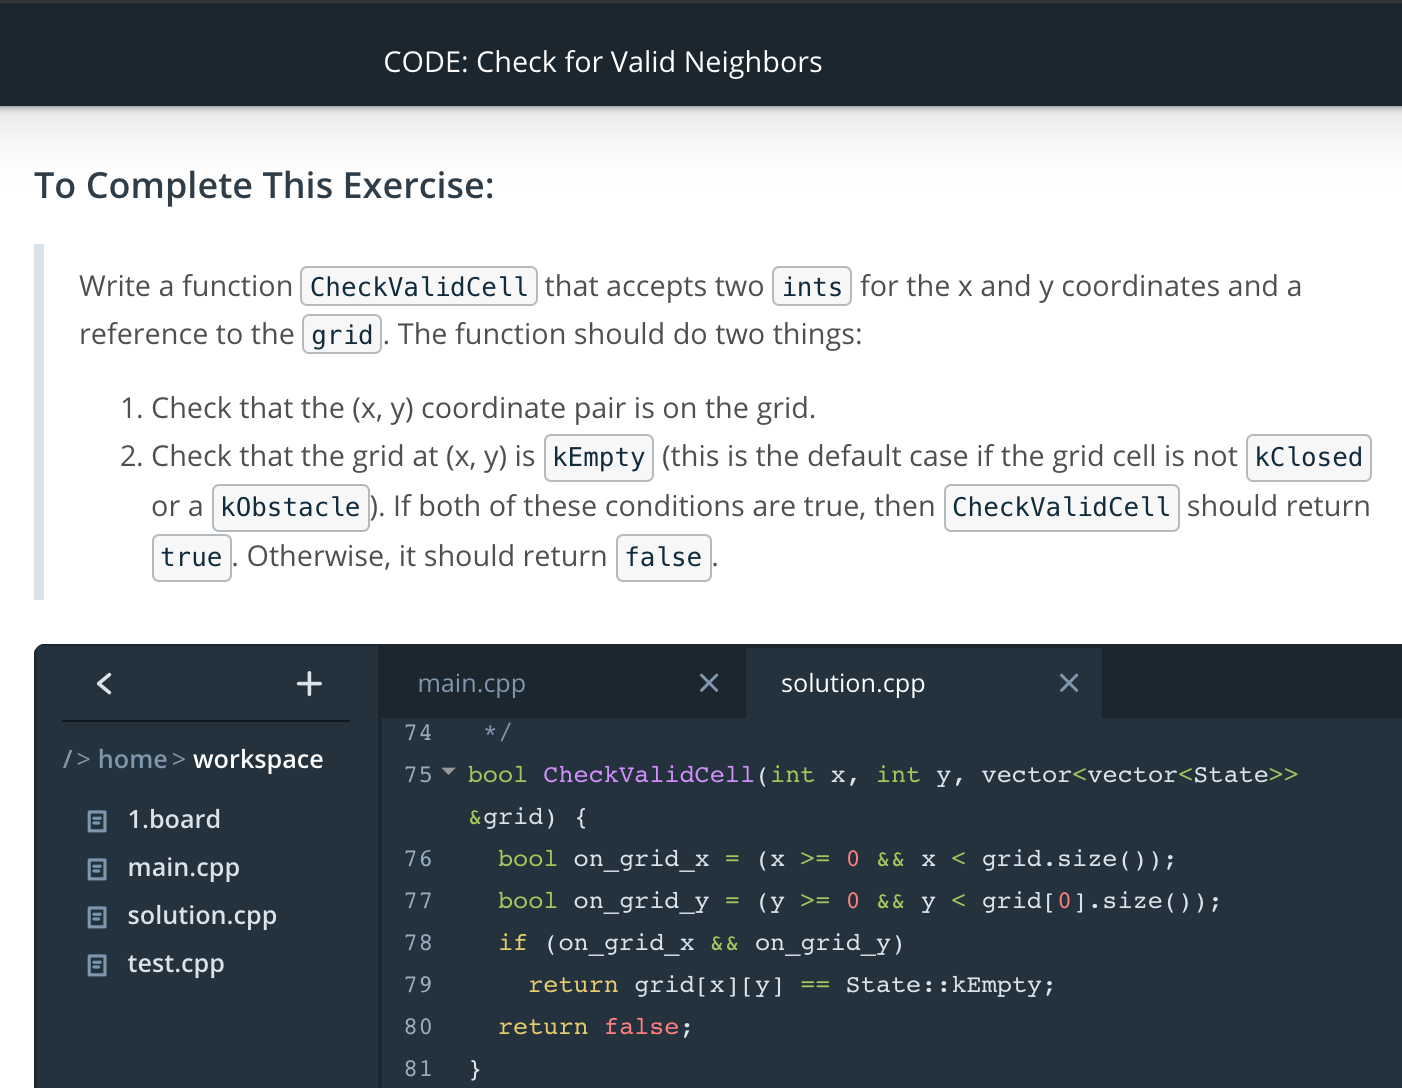 CODE: Check for Valid Neighbors
To Complete This Exercise:
Write a function CheckValidCell that accepts two ints for the x and y coordinates and a
reference to the grid. The function should do two things:
1. Check that the (x, y) coordinate pair is on the grid.
2. Check that the grid at (x, y) is kEmpty (this is the default case if the grid cell is not kClosed
or a kObstacle). If both of these conditions are true, then CheckValidCell should return
true. Otherwise, it should return false.
main.cpp
solution.cpp
/> home > workspace
1.board
main.cpp
solution.cpp
test.cpp
74 */
75 bool CheckValidCell(int x, int y, vector<vector<State>>
&grid) {
76 bool on_grid_x = (x >= 0 && x < grid.size());
77 bool on_grid_y = (y >= 0 && y < grid[0].size());
78 if (on_grid_x && on_grid_y)
79 return grid[x][y] == State::kEmpty;
80 return false;
81 }